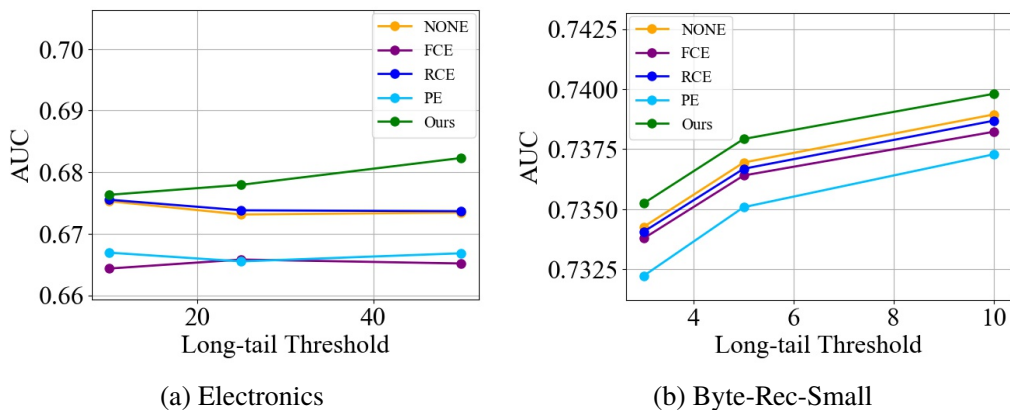 0.70
0.69
0.68
0.67
0.66
AUC
20
40
Long-tail Threshold
NONE
FCE
RCE
PE
Ours
(a) Electronics
0.7425
0.7400
0.7375
0.7350
0.7325
AUC
4
6
8
10
Long-tail Threshold
NONE
FCE
RCE
PE
Ours
(b) Byte-Rec-Small